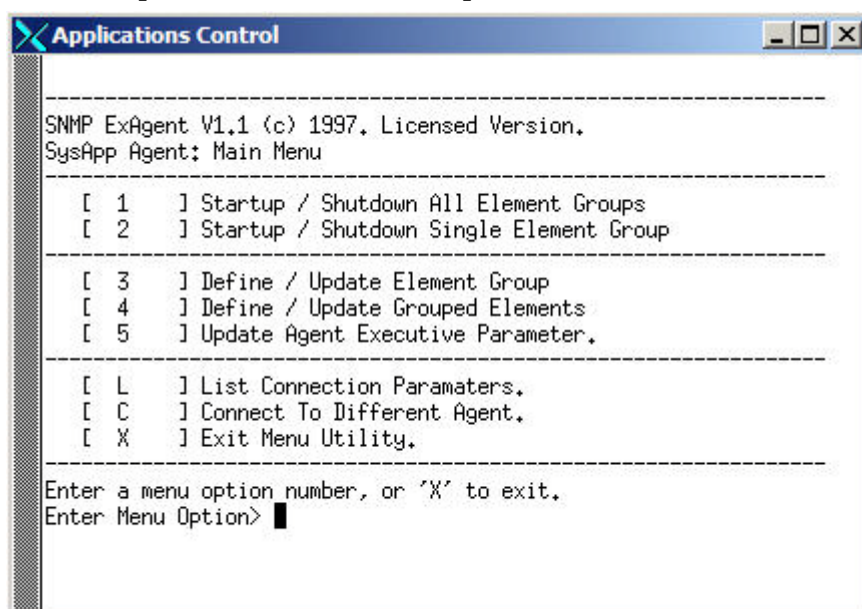 Applications Control
SNMP ExAgent V1.1 (c) 1997. Licensed Version.
SysApp Agent: Main Menu
[ 1 ] Startup / Shutdown All Element Groups
[ 2 ] Startup / Shutdown Single Element Group
[ 3 ] Define / Update Element Group
[ 4 ] Define / Update Grouped Elements
[ 5 ] Update Agent Executive Parameter.
[ L ] List Connection Paramaters.
[ C ] Connect To Different Agent.
[ X ] Exit Menu Utility.
Enter a menu option number, or 'X' to exit.
Enter Menu Option>